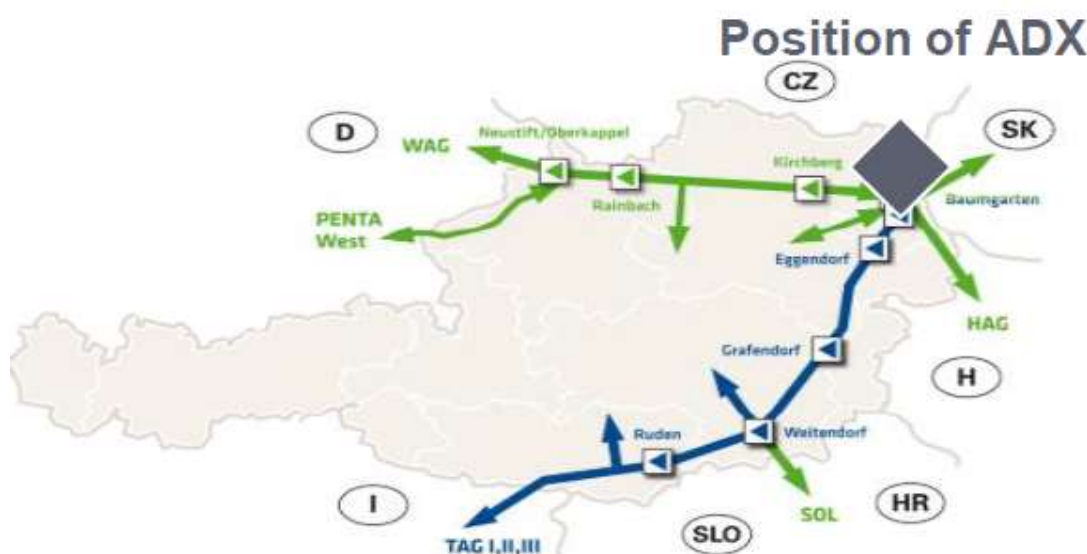 Position of ADX
CZ
D
SK
Neustift/Oberkappel
WAG
Kirchberg
Rainbach
Baumgarten
PENTA
West
Eggendorf
HAG
Grafendorf
H
Ruden
Weitendorf
I
HR
SOL
SLO
TAG I,II,III